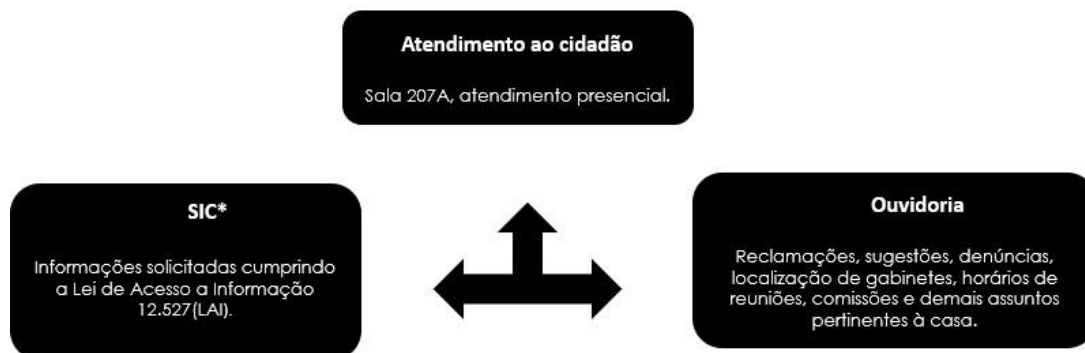 Atendimento ao cidadão
Sala 207A, atendimento presencial.
SIC*
Informações solicitadas cumprindo
a Lei de Acesso a Informação
12.527(LAI).
Ouvidoria
Reclamações, sugestões, denúncias,
localização de gabinetes, horários de
reuniões, comissões e demais assuntos
pertinentes à casa.